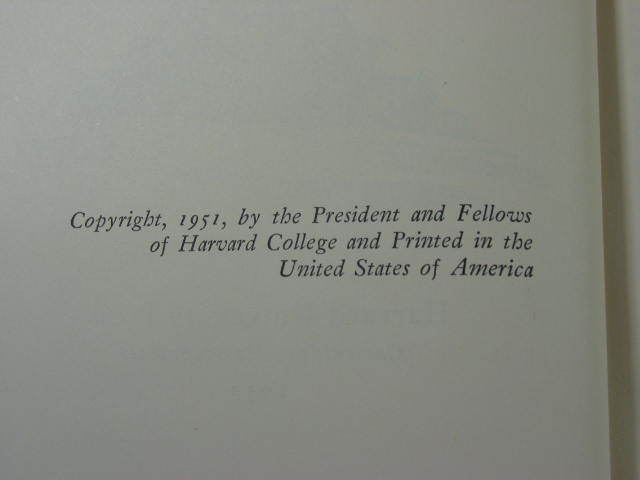 Copyright, 1951, by the President and Fellows
of Harvard College and Printed in the
United States of America